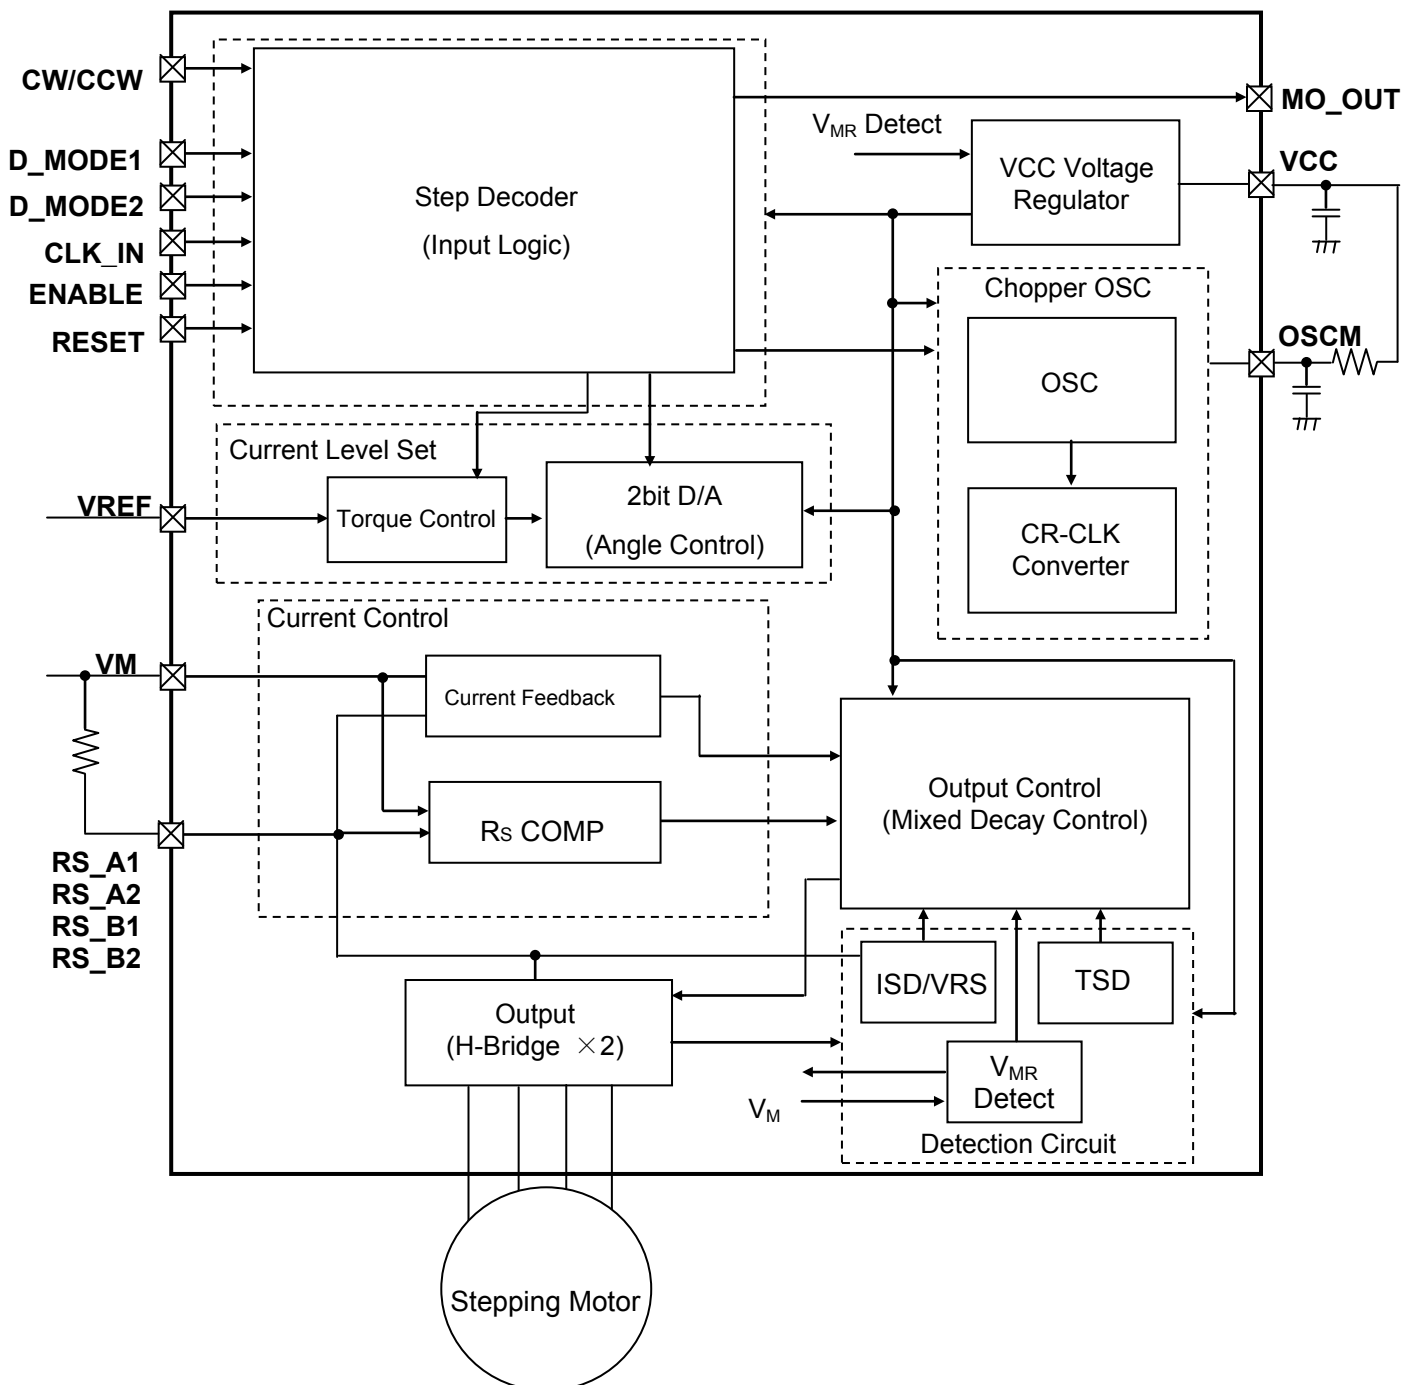 CW/CCW
D_MODE1
D_MODE2
CLK_IN
ENABLE
RESET
Step Decoder
(Input Logic)
MO_OUT
VMR Detect
VCC Voltage
Regulator
VCC
Chopper OSC
OSC
CR-CLK
Converter
OSCM
Current Level Set
VREF
Torque Control
2bit D/A
(Angle Control)
Current Control
VM
Current Feedback
Rs COMP
RS_A1
RS_A2
RS_B1
RS_B2
Output Control
(Mixed Decay Control)
Output
(H-Bridge ×2)
ISD/VRS
TSD
VMR
Detect
VM
Detection Circuit
Stepping Motor